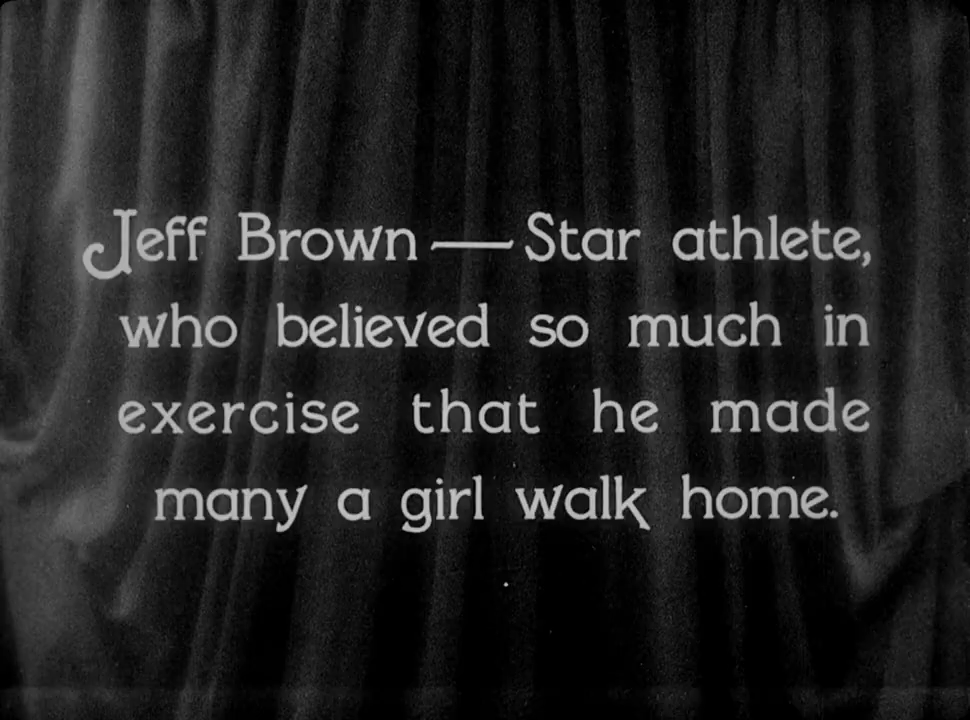 Jeff Brown — Star athlete,
who believed so much in
exercise that he made
many a girl walk home.